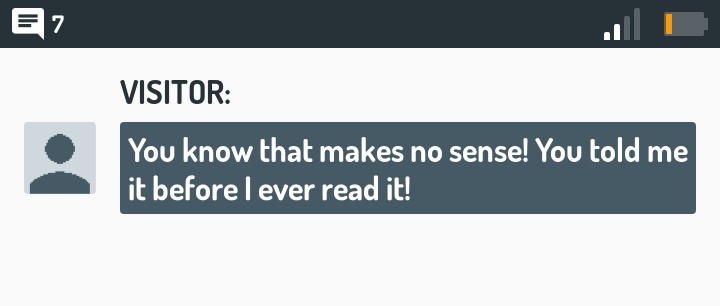 7
VISITOR:
You know that makes no sense! You told me
it before I ever read it!